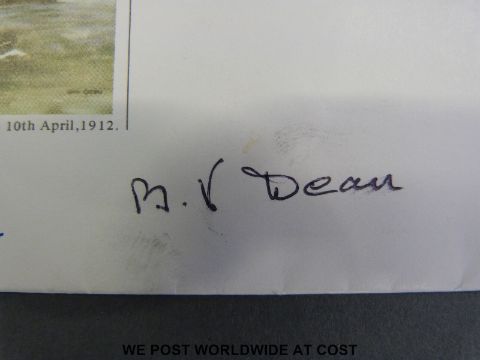 10th April,1912.
B. V Dean
WE POST WORLDWIDE AT COST